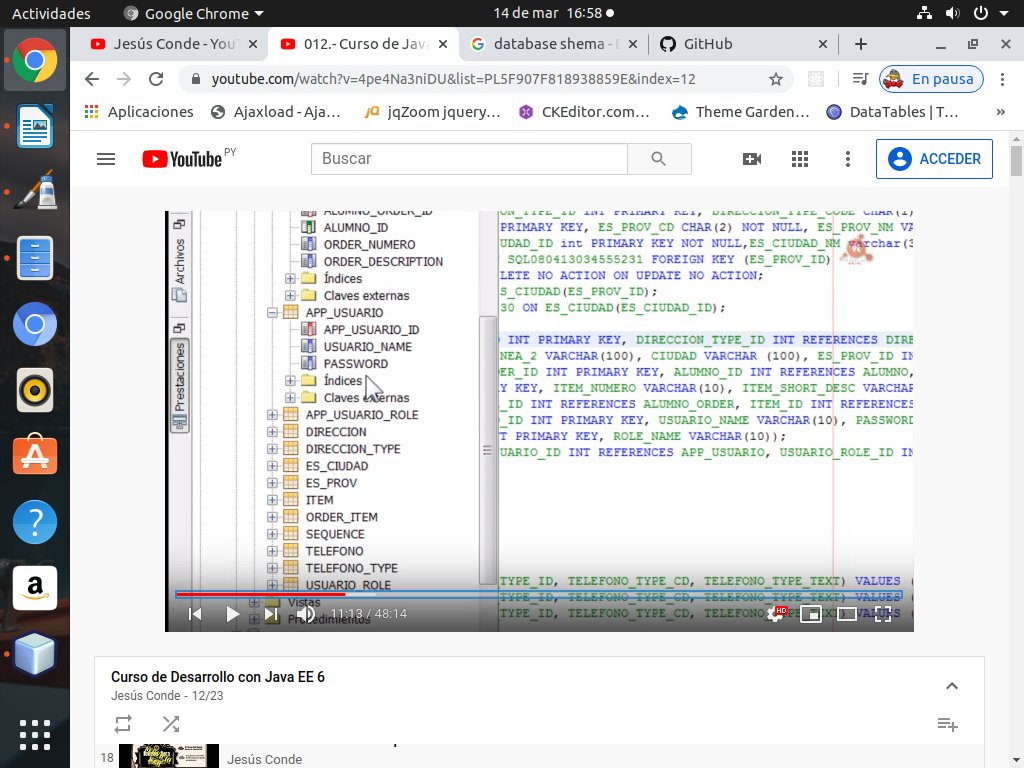 Actividades
Google Chrome
14 de mar 16:58
Jesús Conde - You
012.- Curso de Java
database shema -
GitHub
youtube.com/watch?v=4pe4Na3niDU&list=PL5F907F818938859E&index=12
En pausa
Aplicaciones
Ajaxload - Aja...
jqZoom jquery...
CKEditor.com...
Theme Garden...
DataTables | T...
»
YouTube PY
Buscar
ACCEDER
Archivos
Prestaciones
ALUMNO_ORDER_ID
ALUMNO_ID
ORDER_NUMERO
ORDER_DESCRIPTION
Índices
Claves externas
APP_USUARIO
APP_USUARIO_ID
USUARIO_NAME
PASSWORD
Índices
Claves externas
APP_USUARIO_ROLE
DIRECCION
DIRECCION_TYPE
ES_CIUDAD
ES_PROV
ITEM
ORDER_ITEM
SEQUENCE
TELEFONO
TELEFONO_TYPE
USUARIO_ROLE
Vistas
Procedimientos
ON_TYPE_ID INT PRIMARY KEY, DIRECCION_TYPE_CODE CHAR(1)
PRIMARY KEY, ES_PROV_CD CHAR(2) NOT NULL, ES_PROV_NM VA
UDAD_ID int PRIMARY KEY NOT NULL,ES_CIUDAD_NM varchar(3
SQL080413034555231 FOREIGN KEY (ES_PROV_ID)
LETE NO ACTION ON UPDATE NO ACTION;
S_CIUDAD(ES_PROV_ID);
30 ON ES_CIUDAD(ES_CIUDAD_ID);
INT PRIMARY KEY, DIRECCION_TYPE_ID INT REFERENCES DIRE
NEA_2 VARCHAR(100), CIUDAD VARCHAR (100), ES_PROV_ID IN
ER_ID INT PRIMARY KEY, ALUMNO_ID INT REFERENCES ALUMNO,
Y KEY, ITEM_NUMERO VARCHAR(10), ITEM_SHORT_DESC VARCHAR
_ID INT REFERENCES ALUMNO_ORDER, ITEM_ID INT REFERENCES
_ID INT PRIMARY KEY, USUARIO_NAME VARCHAR(10), PASSWORD
T PRIMARY KEY, ROLE_NAME VARCHAR(10));
UARIO_ID INT REFERENCES APP_USUARIO, USUARIO_ROLE_ID IN
TYPE_ID, TELEFONO_TYPE_CD, TELEFONO_TYPE_TEXT) VALUES (
TYPE_ID, TELEFONO_TYPE_CD, TELEFONO_TYPE_TEXT) VALUES (
TYPE_ID, TELEFONO_TYPE_CD, TELEFONO_TYPE_TEXT) VALUES (
11:13 / 48:14
HD
Curso de Desarrollo con Java EE 6
Jesús Conde - 12/23
18
Jesús Conde